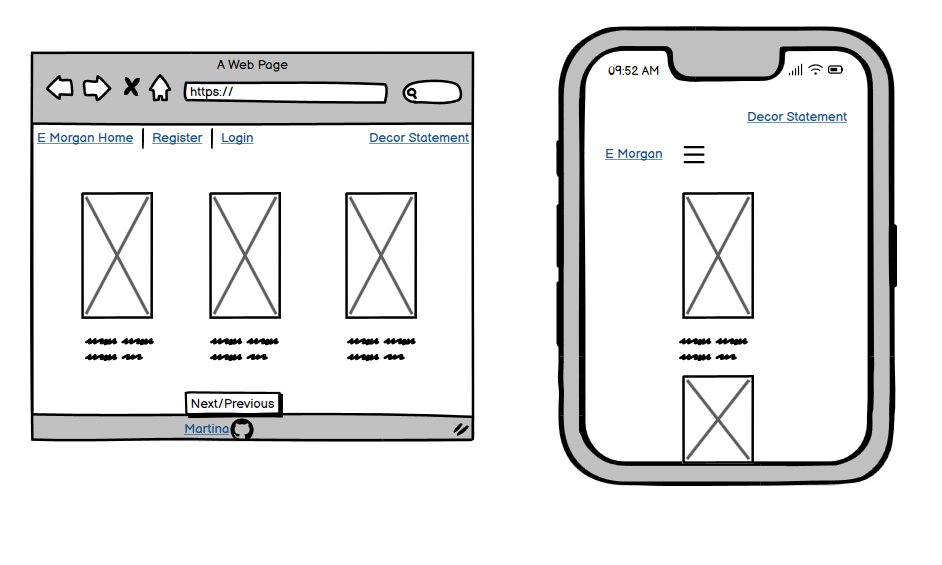 A Web Page
https://
E Morgan Home Register Login Decor Statement
Next/Previous
Martina
09:52 AM
Decor Statement
E Morgan